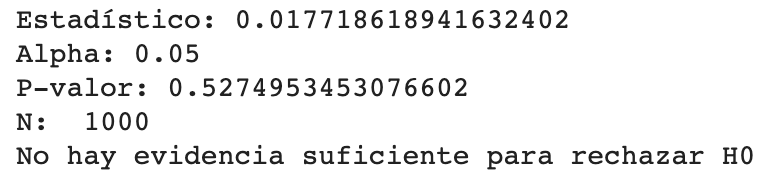 Estadístico: 0.017718618941632402
Alpha: 0.05
P-valor: 0.5274953453076602
N:  1000
No hay evidencia suficiente para rechazar H0